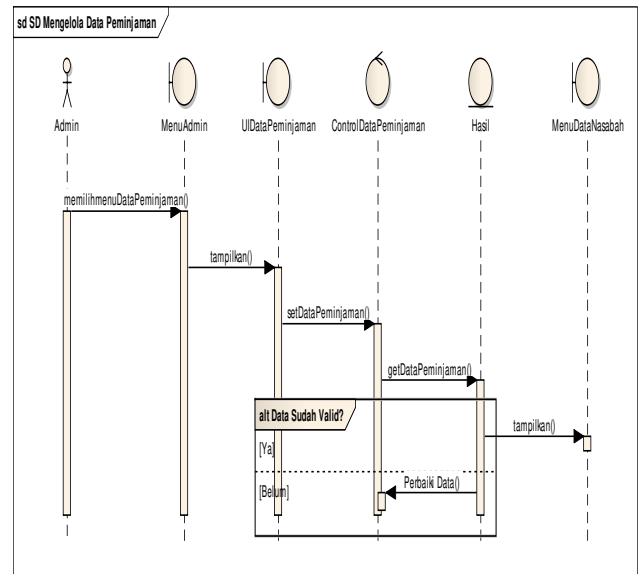 sd SD Mengelola Data Peminjaman
Admin
MenuAdmin
UIDataPeminjaman
ControlDataPeminjaman
Hasil
MenuDataNasabah
memilihmenuDataPeminjaman()
tampilkan()
setDataPeminjaman()
getDataPeminjaman()
alt Data Sudah Valid?
tampilkan()
[Ya]
Perbaiki Data()
[Belum]